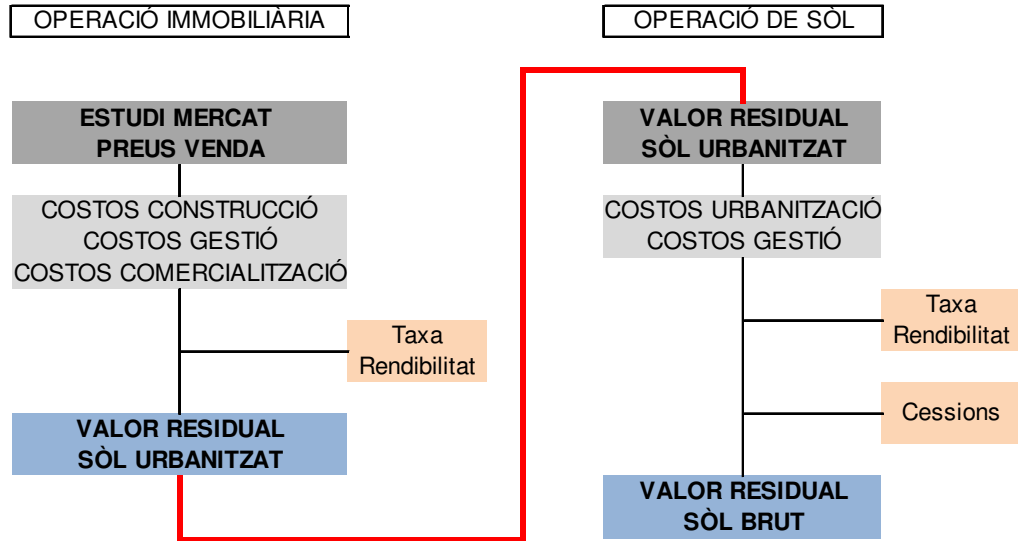 OPERACIÓ IMMOBILIÀRIA
ESTUDI MERCAT
PREUS VENDA
COSTOS CONSTRUCCIÓ
COSTOS GESTIÓ
COSTOS COMERCIALITZACIÓ
Taxa
Rendibilitat
VALOR RESIDUAL
SÒL URBANITZAT
OPERACIÓ DE SÒL
VALOR RESIDUAL
SÒL URBANITZAT
COSTOS URBANITZACIÓ
COSTOS GESTIÓ
Taxa
Rendibilitat
Cessions
VALOR RESIDUAL
SÒL BRUT